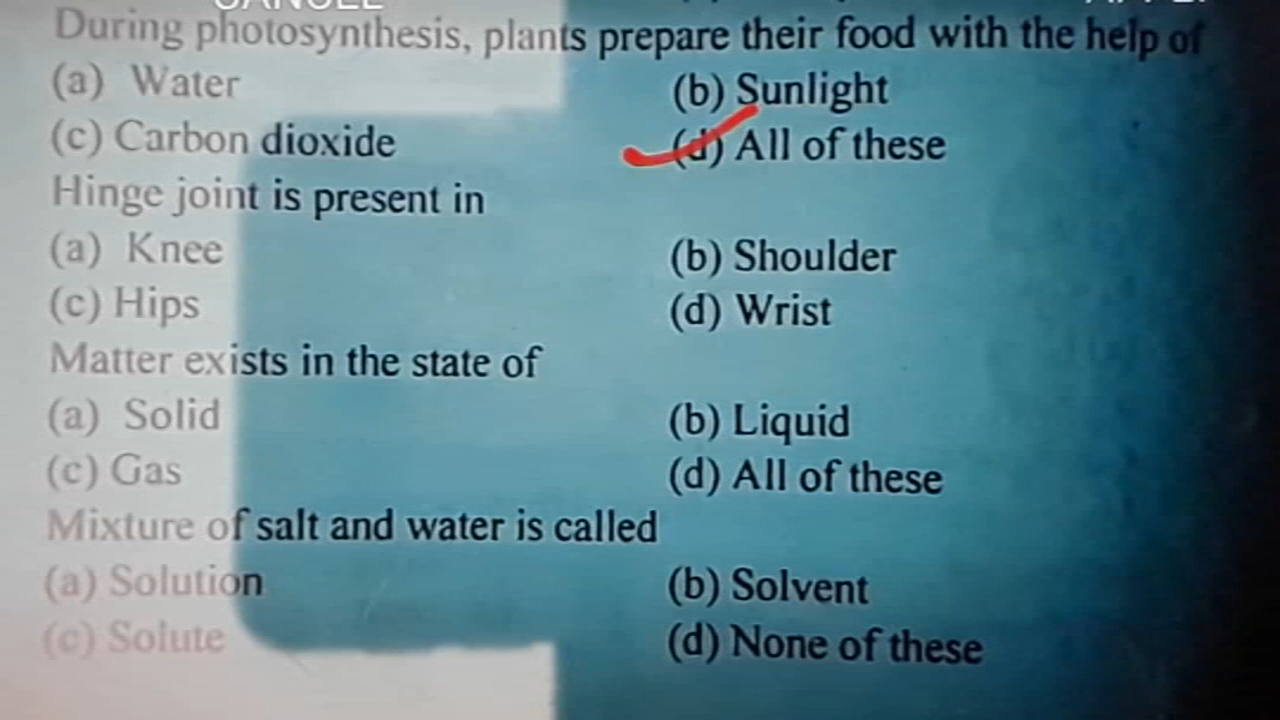 During photosynthesis, plants prepare their food with the help of
(a) Water (b) Sunlight
(c) Carbon dioxide (d) All of these
Hinge joint is present in
(a) Knee (b) Shoulder
(c) Hips (d) Wrist
Matter exists in the state of
(a) Solid (b) Liquid
(c) Gas (d) All of these
Mixture of salt and water is called
(a) Solution (b) Solvent
(c) Solute (d) None of these